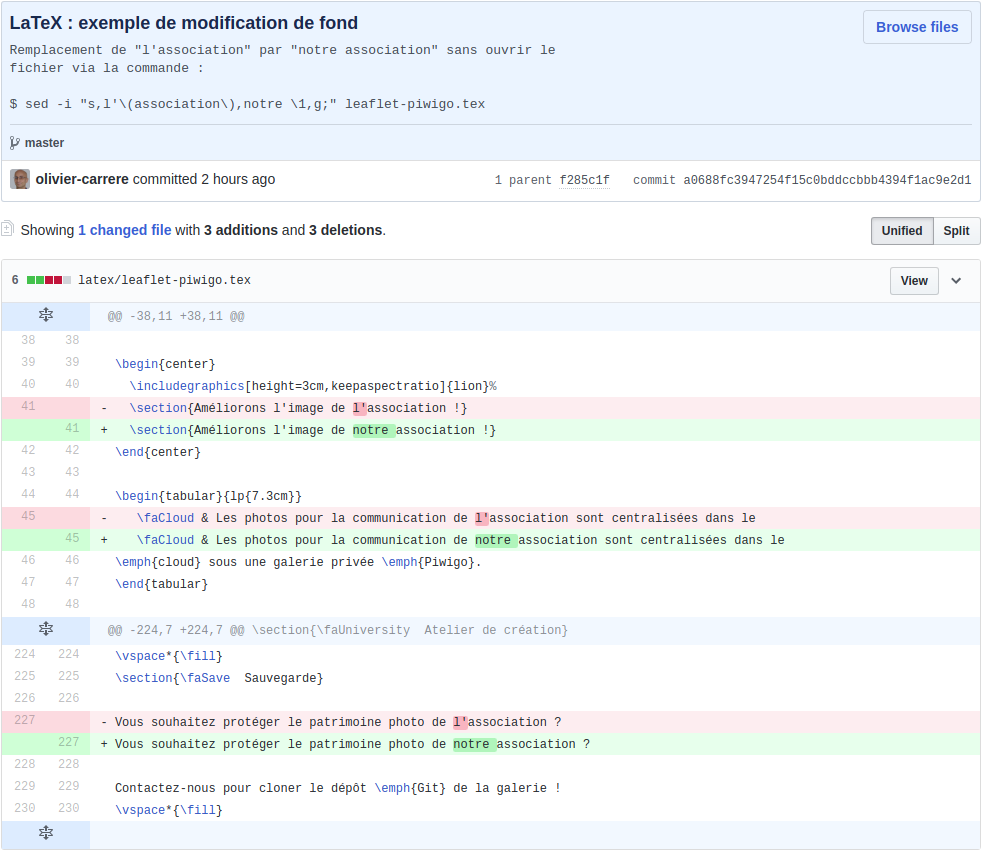 LaTeX : exemple de modification de fond
Browse files
Remplacement de "l'association" par "notre association" sans ouvrir le
fichier via la commande :
$ sed -i "s,l'\(association\),notre \1,g;" leaflet-piwigo.tex
master
olivier-carrere committed 2 hours ago
1 parent f285c1f commit a0688fc3947254f15c0bddccbbb4394f1ac9e2d1
Showing 1 changed file with 3 additions and 3 deletions.
Unified Split
6 latex/leaflet-piwigo.tex
View
@@ -38,11 +38,11 @@
38 38
39 39 \begin{center}
40 40 \includegraphics[height=3cm,keepaspectratio]{lion}%
41 - \section{Améliorons l'image de l'association !}
41 + \section{Améliorons l'image de notre association !}
42 42 \end{center}
43 43
44 44 \begin{tabular}{lp{7.3cm}}
45 - \faCloud & Les photos pour la communication de l'association sont centralisées dans le
45 + \faCloud & Les photos pour la communication de notre association sont centralisées dans le
46 46 \emph{cloud} sous une galerie privée \emph{Piwigo}.
47 47 \end{tabular}
48 48
@@ -224,7 +224,7 @@ \section{\faUniversity  Atelier de création}
224 224 \vspace*{\fill}
225 225 \section{\faSave  Sauvegarde}
226 226
227 - Vous souhaitez protéger le patrimoine photo de l'association ?
227 + Vous souhaitez protéger le patrimoine photo de notre association ?
228 228
229 229 Contactez-nous pour cloner le dépôt \emph{Git} de la galerie !
230 230 \vspace*{\fill}